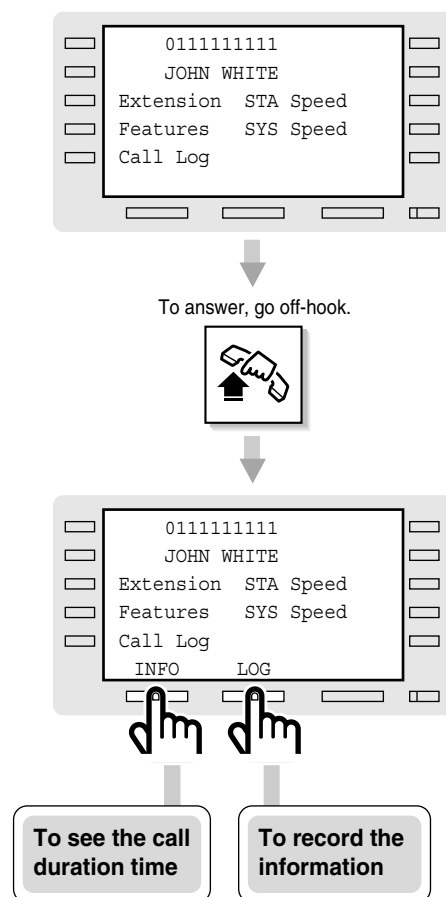 0111111111
JOHN WHITE
Extension STA Speed
Features SYS Speed
Call Log
To answer, go off-hook.
0111111111
JOHN WHITE
Extension STA Speed
Features SYS Speed
Call Log
INFO LOG
To see the call
duration time
To record the
information